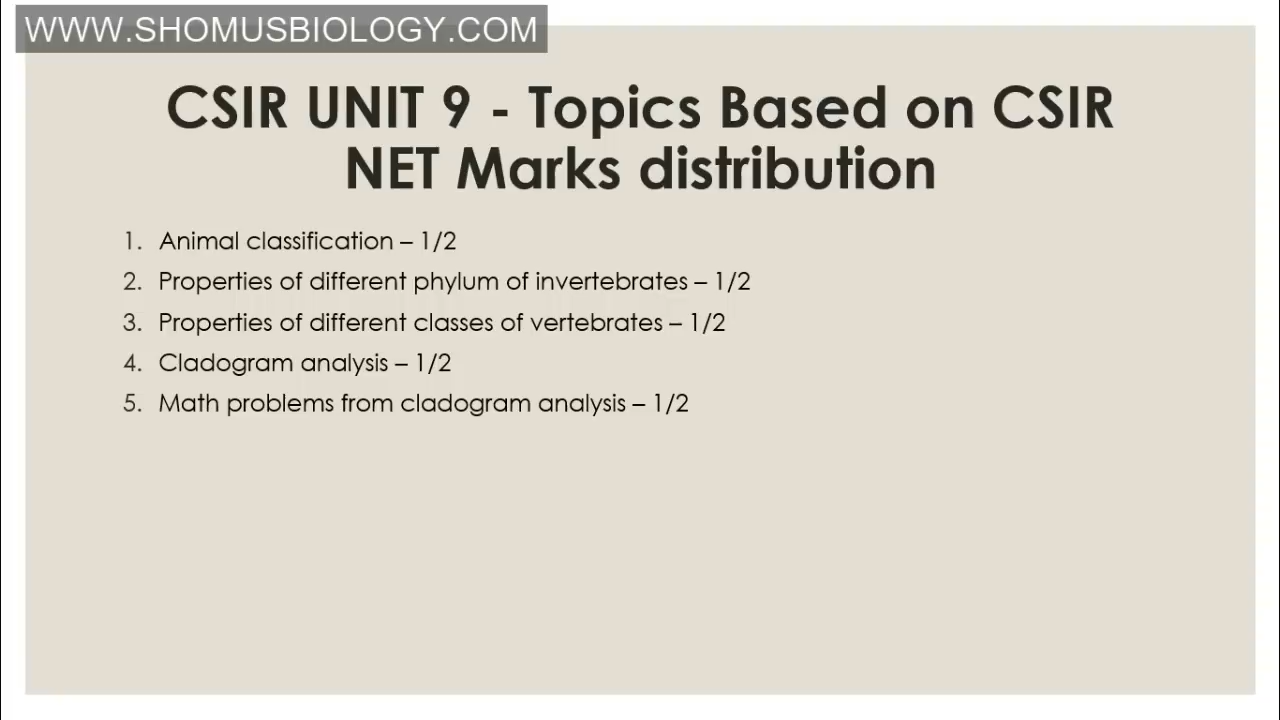 WWW.SHOMUSBIOLOGY.COM
CSIR UNIT 9 - Topics Based on CSIR
NET Marks distribution
1. Animal classification – 1/2
2. Properties of different phylum of invertebrates – 1/2
3. Properties of different classes of vertebrates – 1/2
4. Cladogram analysis – 1/2
5. Math problems from cladogram analysis – 1/2